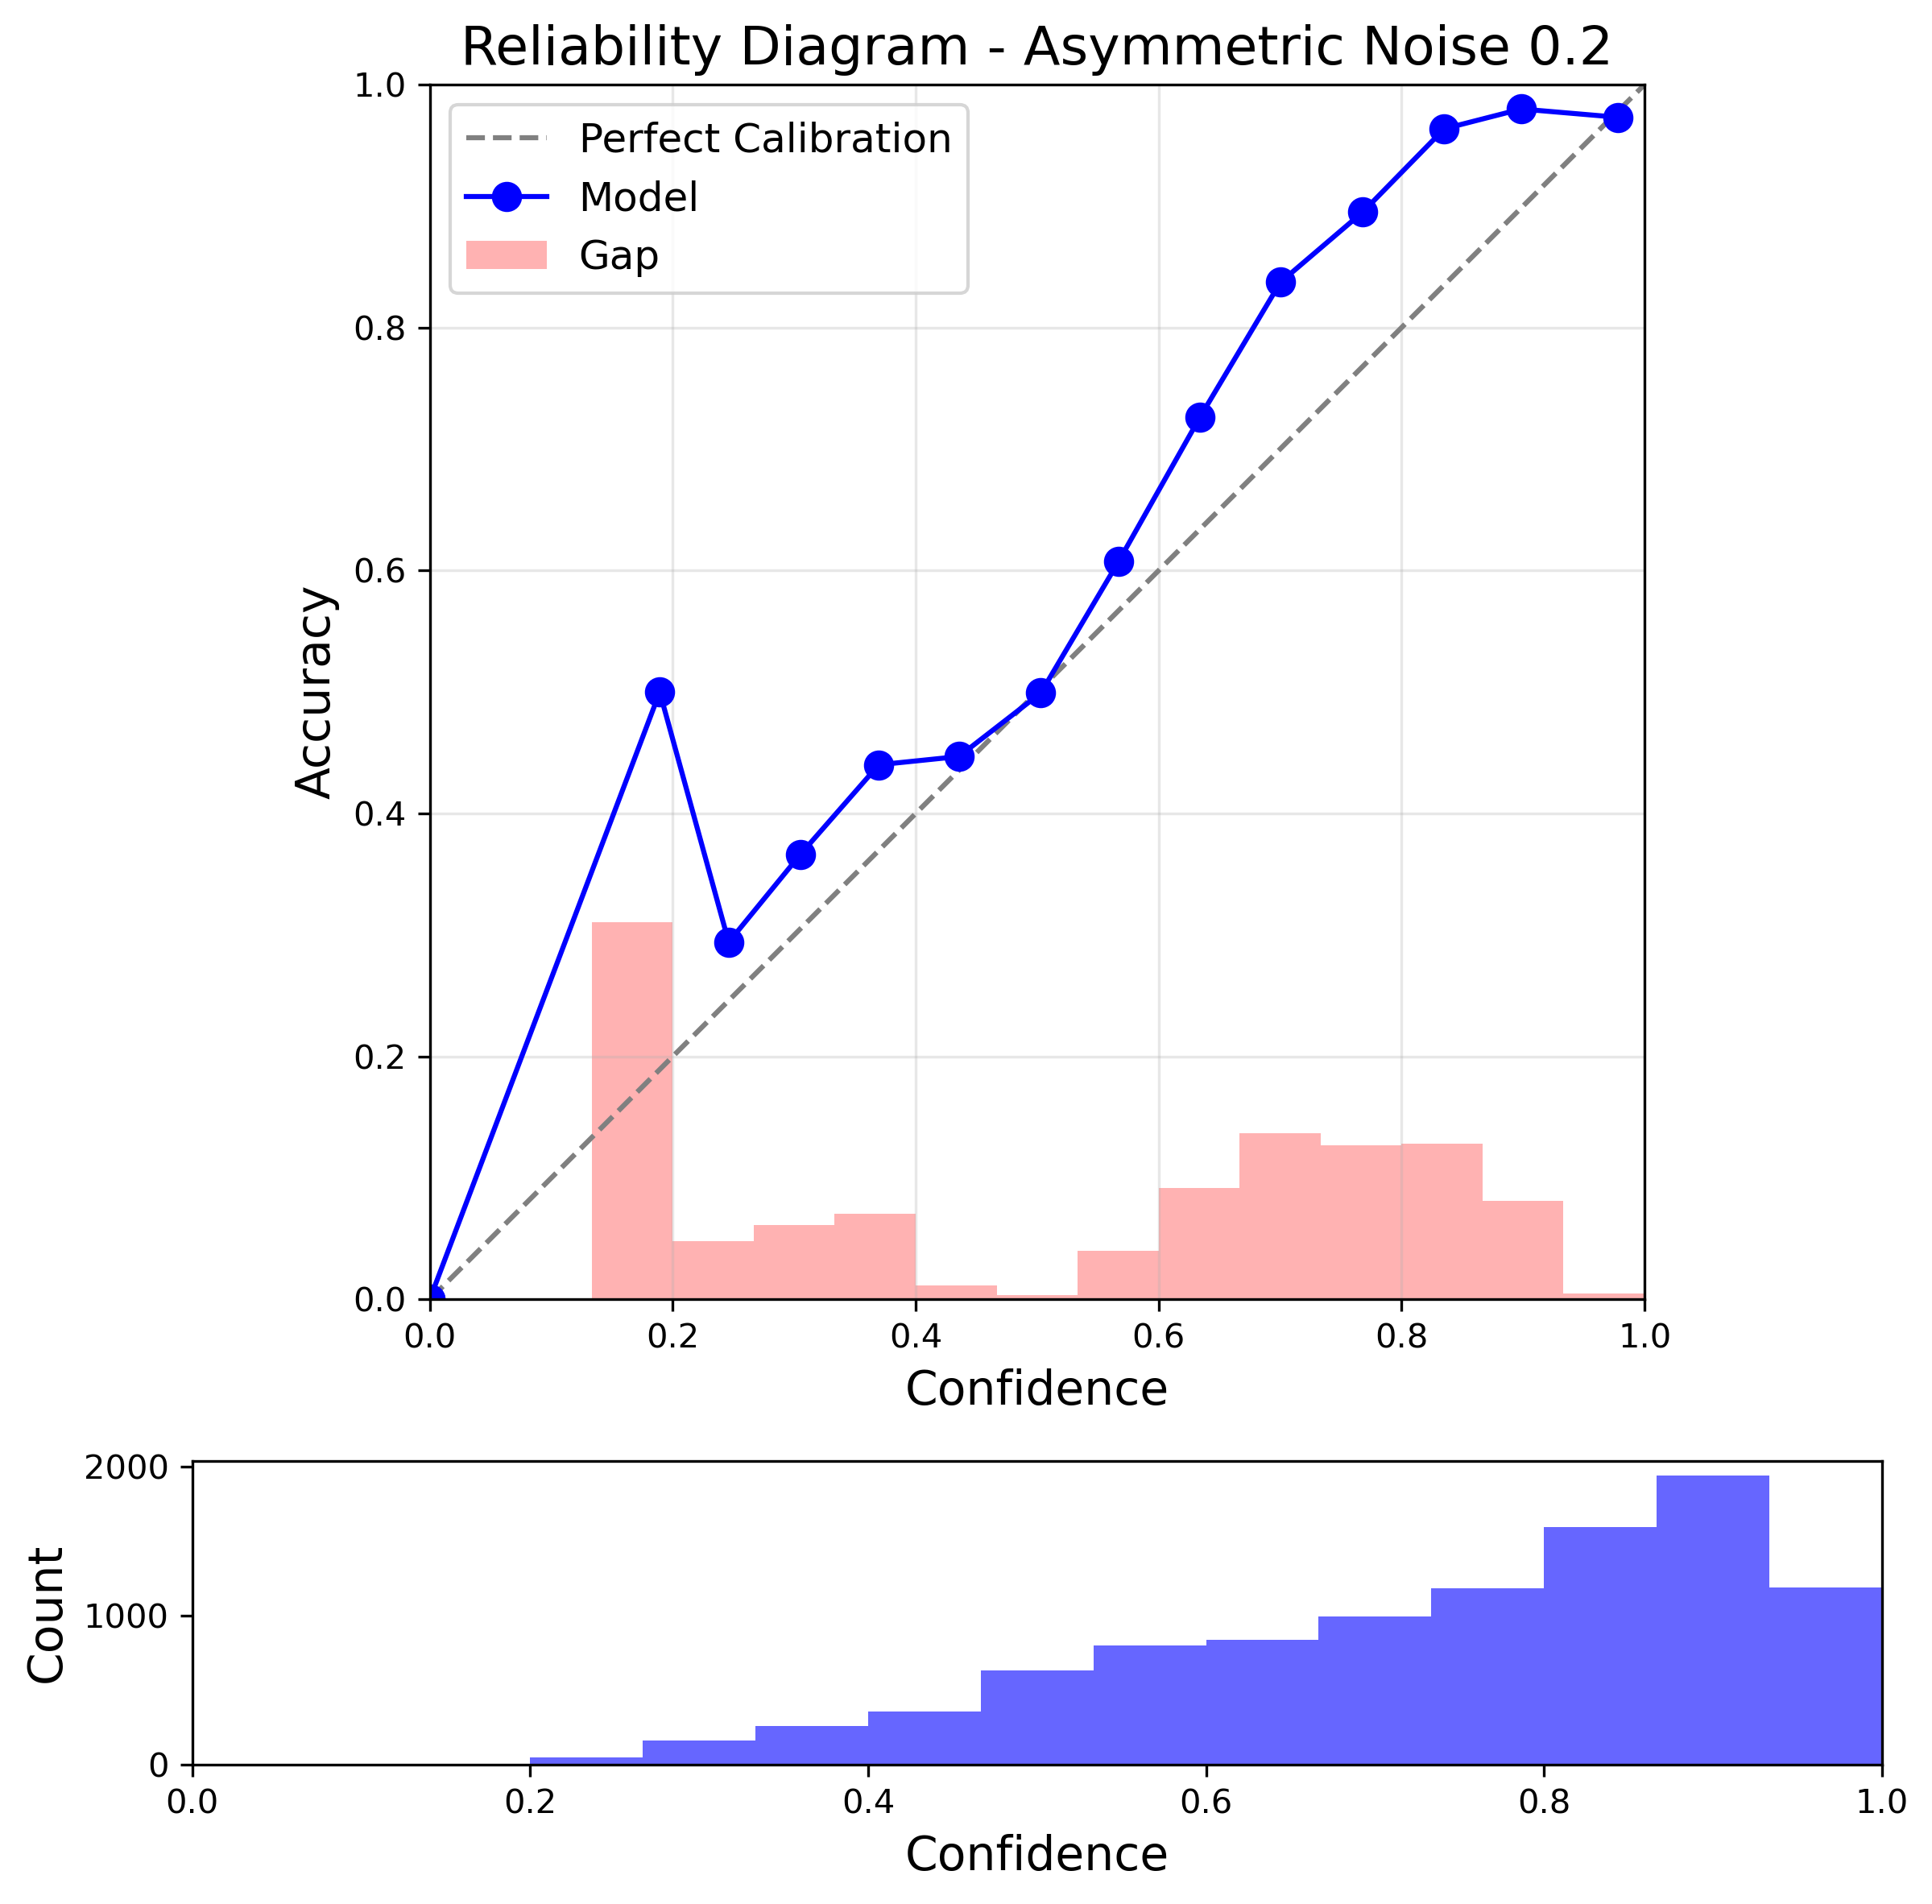 Reliability Diagram - Asymmetric Noise 0.2
1.0
0.8
0.6
0.4
0.2
0.0
Accuracy
Perfect Calibration
Model
Gap
0.0 0.2 0.4 0.6 0.8 1.0
Confidence
2000
1000
0
Count
0.0 0.2 0.4 0.6 0.8 1.0
Confidence